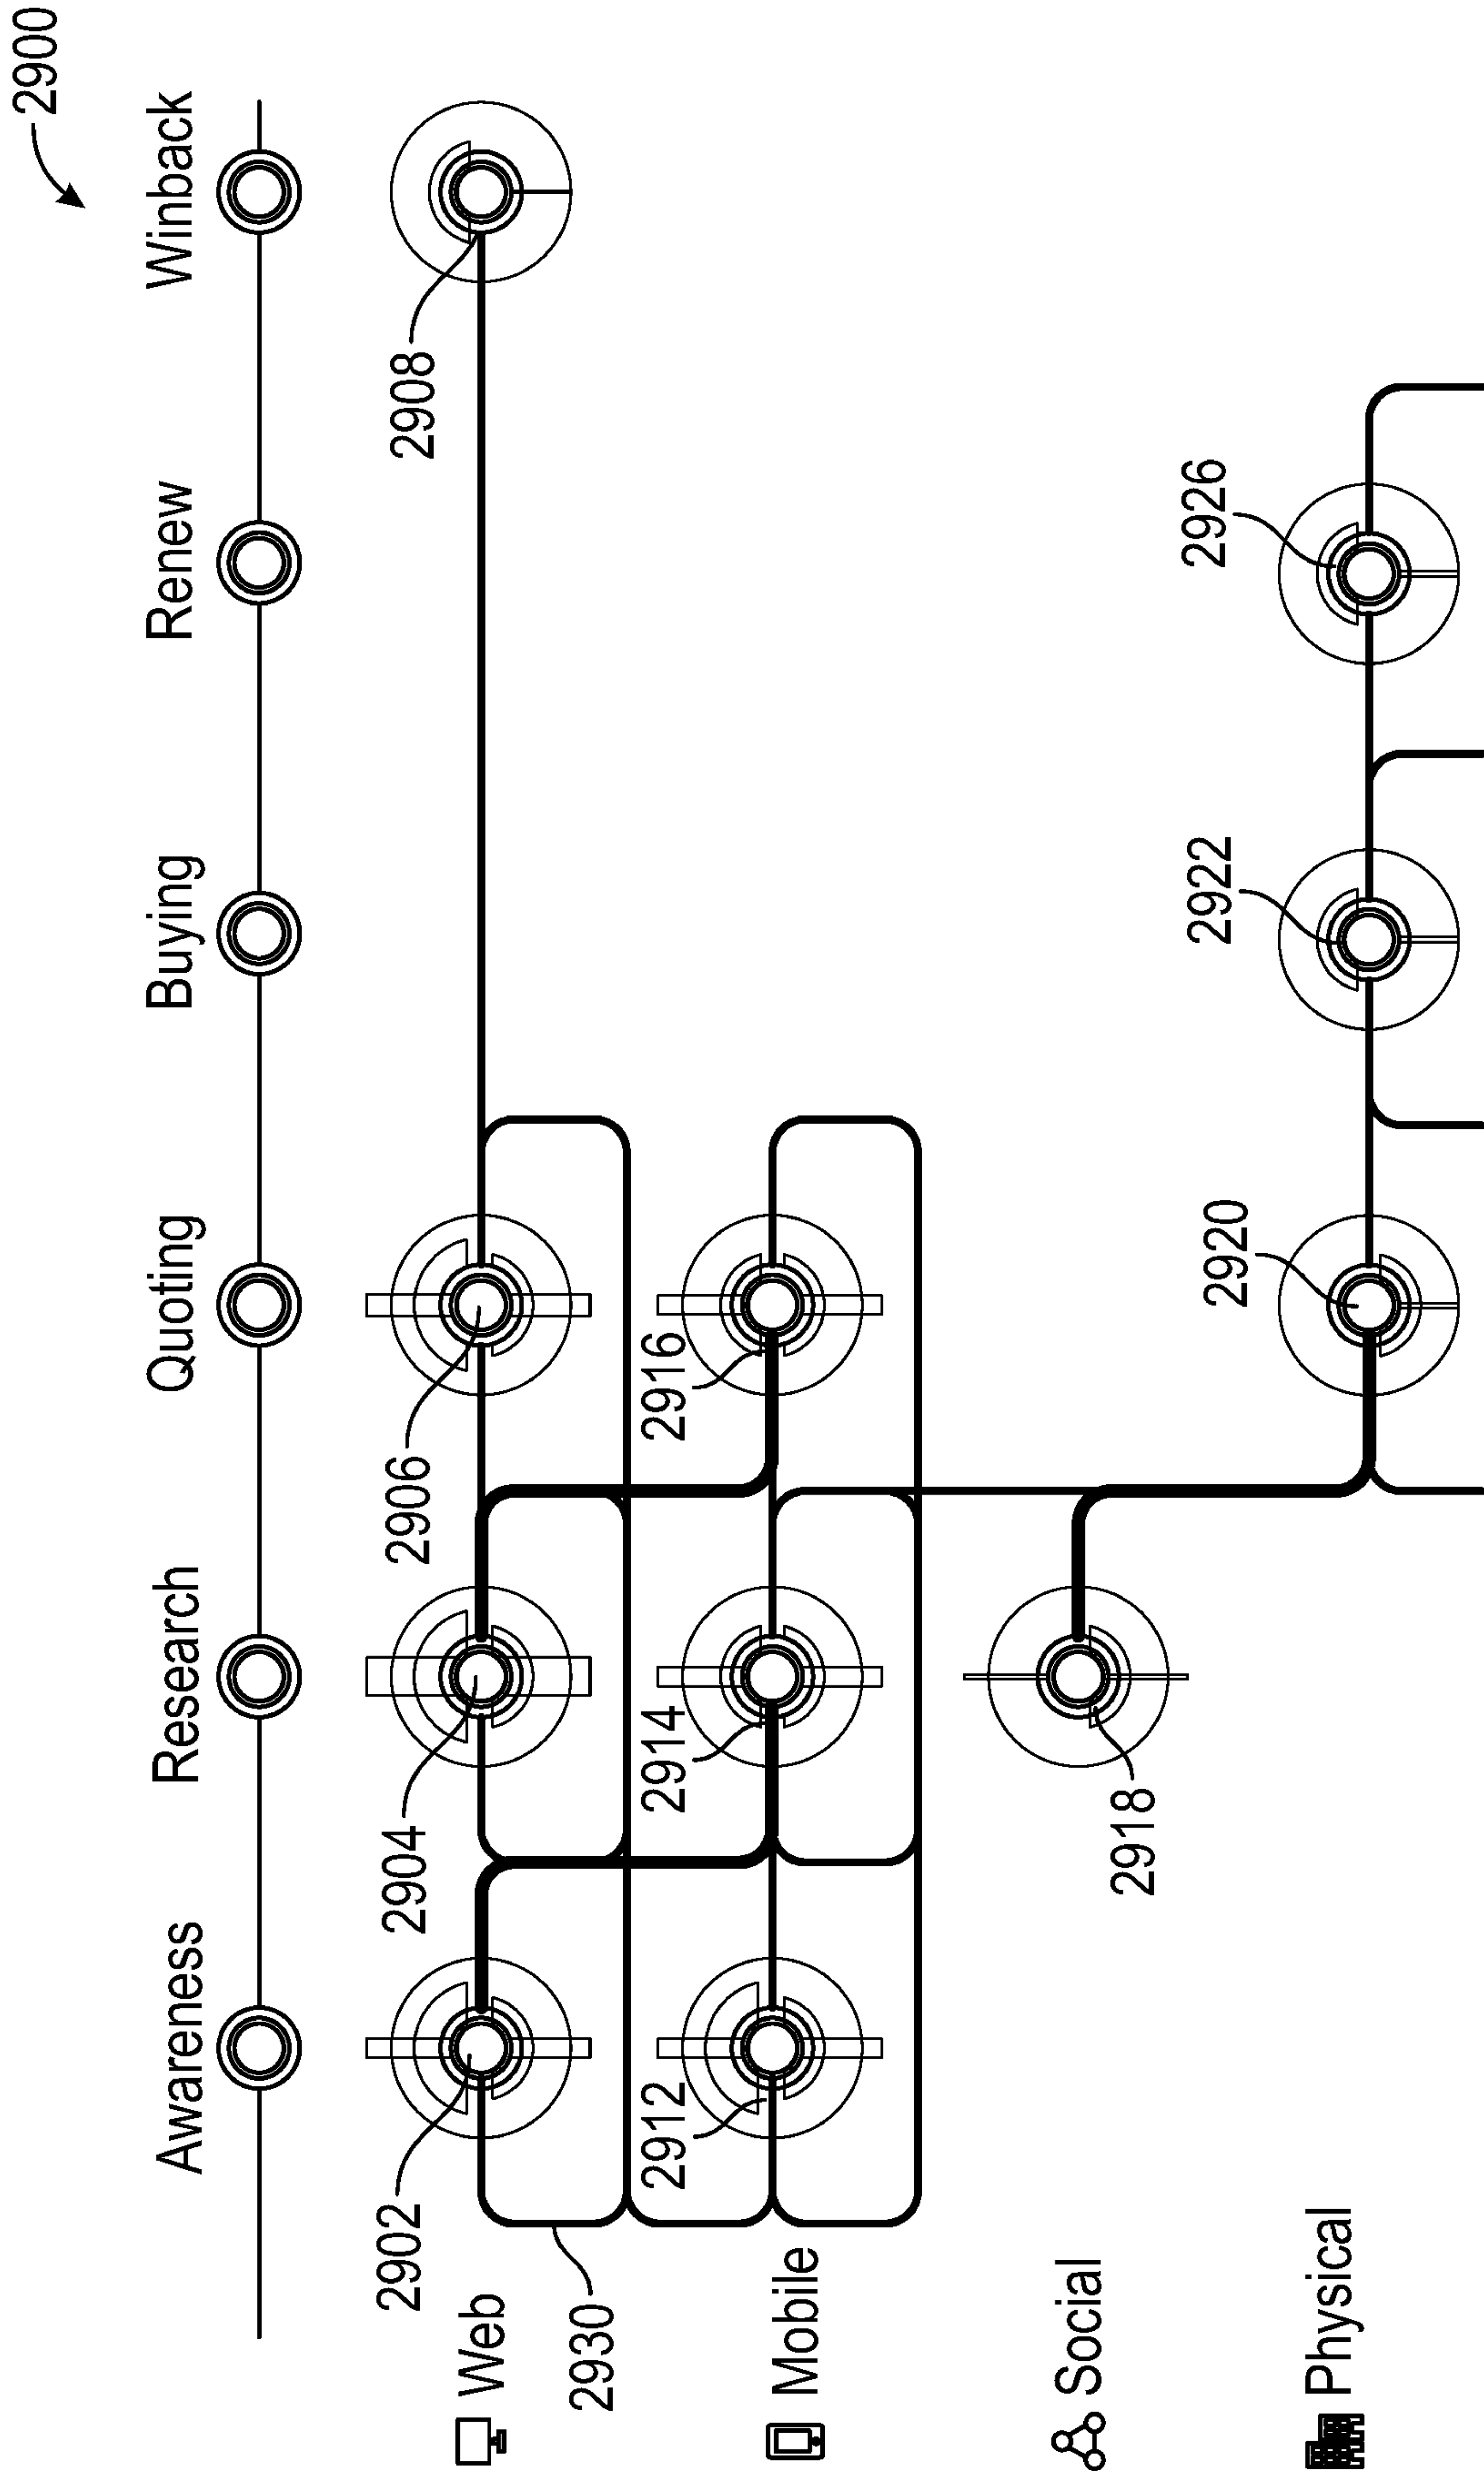 2900
Awareness
Research
Quoting
Buying
Renew
Winback
Web
2902
2904
2906
2908
2930
Mobile
2912
2914
2916
Social
2918
Physical
2920
2922
2926